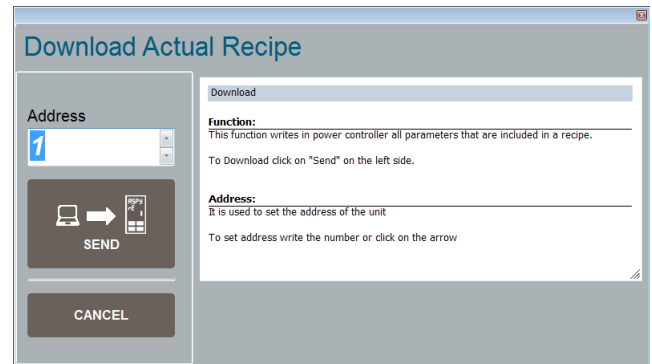 Download Actual Recipe
Address
1
SEND
CANCEL
Download
Function:
This function writes in power controller all parameters that are included in a recipe.
To Download click on "Send" on the left side.
Address:
It is used to set the address of the unit
To set address write the number or click on the arrow